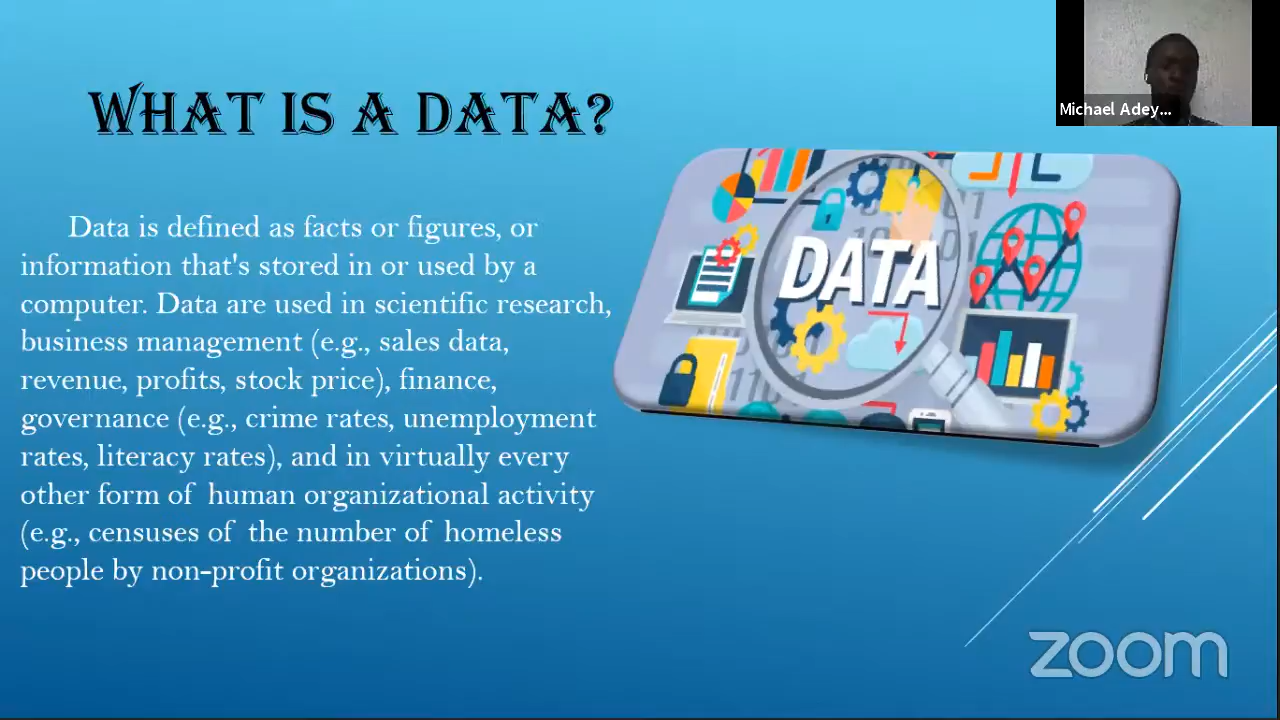 WHAT IS A DATA?
Michael Adey...
Data is defined as facts or figures, or
information that's stored in or used by a
computer. Data are used in scientific research,
business management (e.g., sales data,
revenue, profits, stock price), finance,
governance (e.g., crime rates, unemployment
rates, literacy rates), and in virtually every
other form of human organizational activity
(e.g., censuses of the number of homeless
people by non-profit organizations).
DATA
zoom